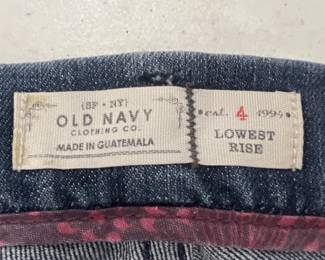 {SF - NY}
OLD NAVY
CLOTHING CO.
MADE IN GUATEMALA
• est. 4 1994 •
LOWEST
RISE